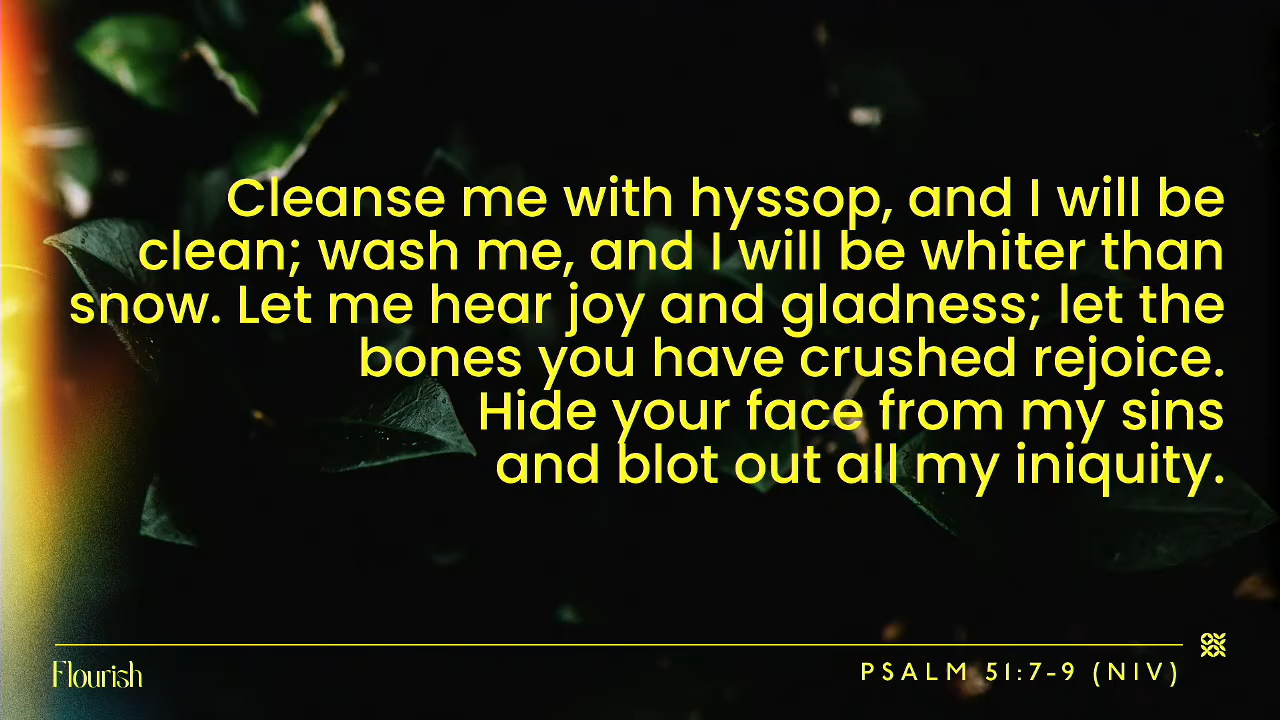 Cleanse me with hyssop, and I will be
clean; wash me, and I will be whiter than
snow. Let me hear joy and gladness; let the
bones you have crushed rejoice.
Hide your face from my sins
and blot out all my iniquity.
Flourish
PSALM 51:7-9 (NIV)